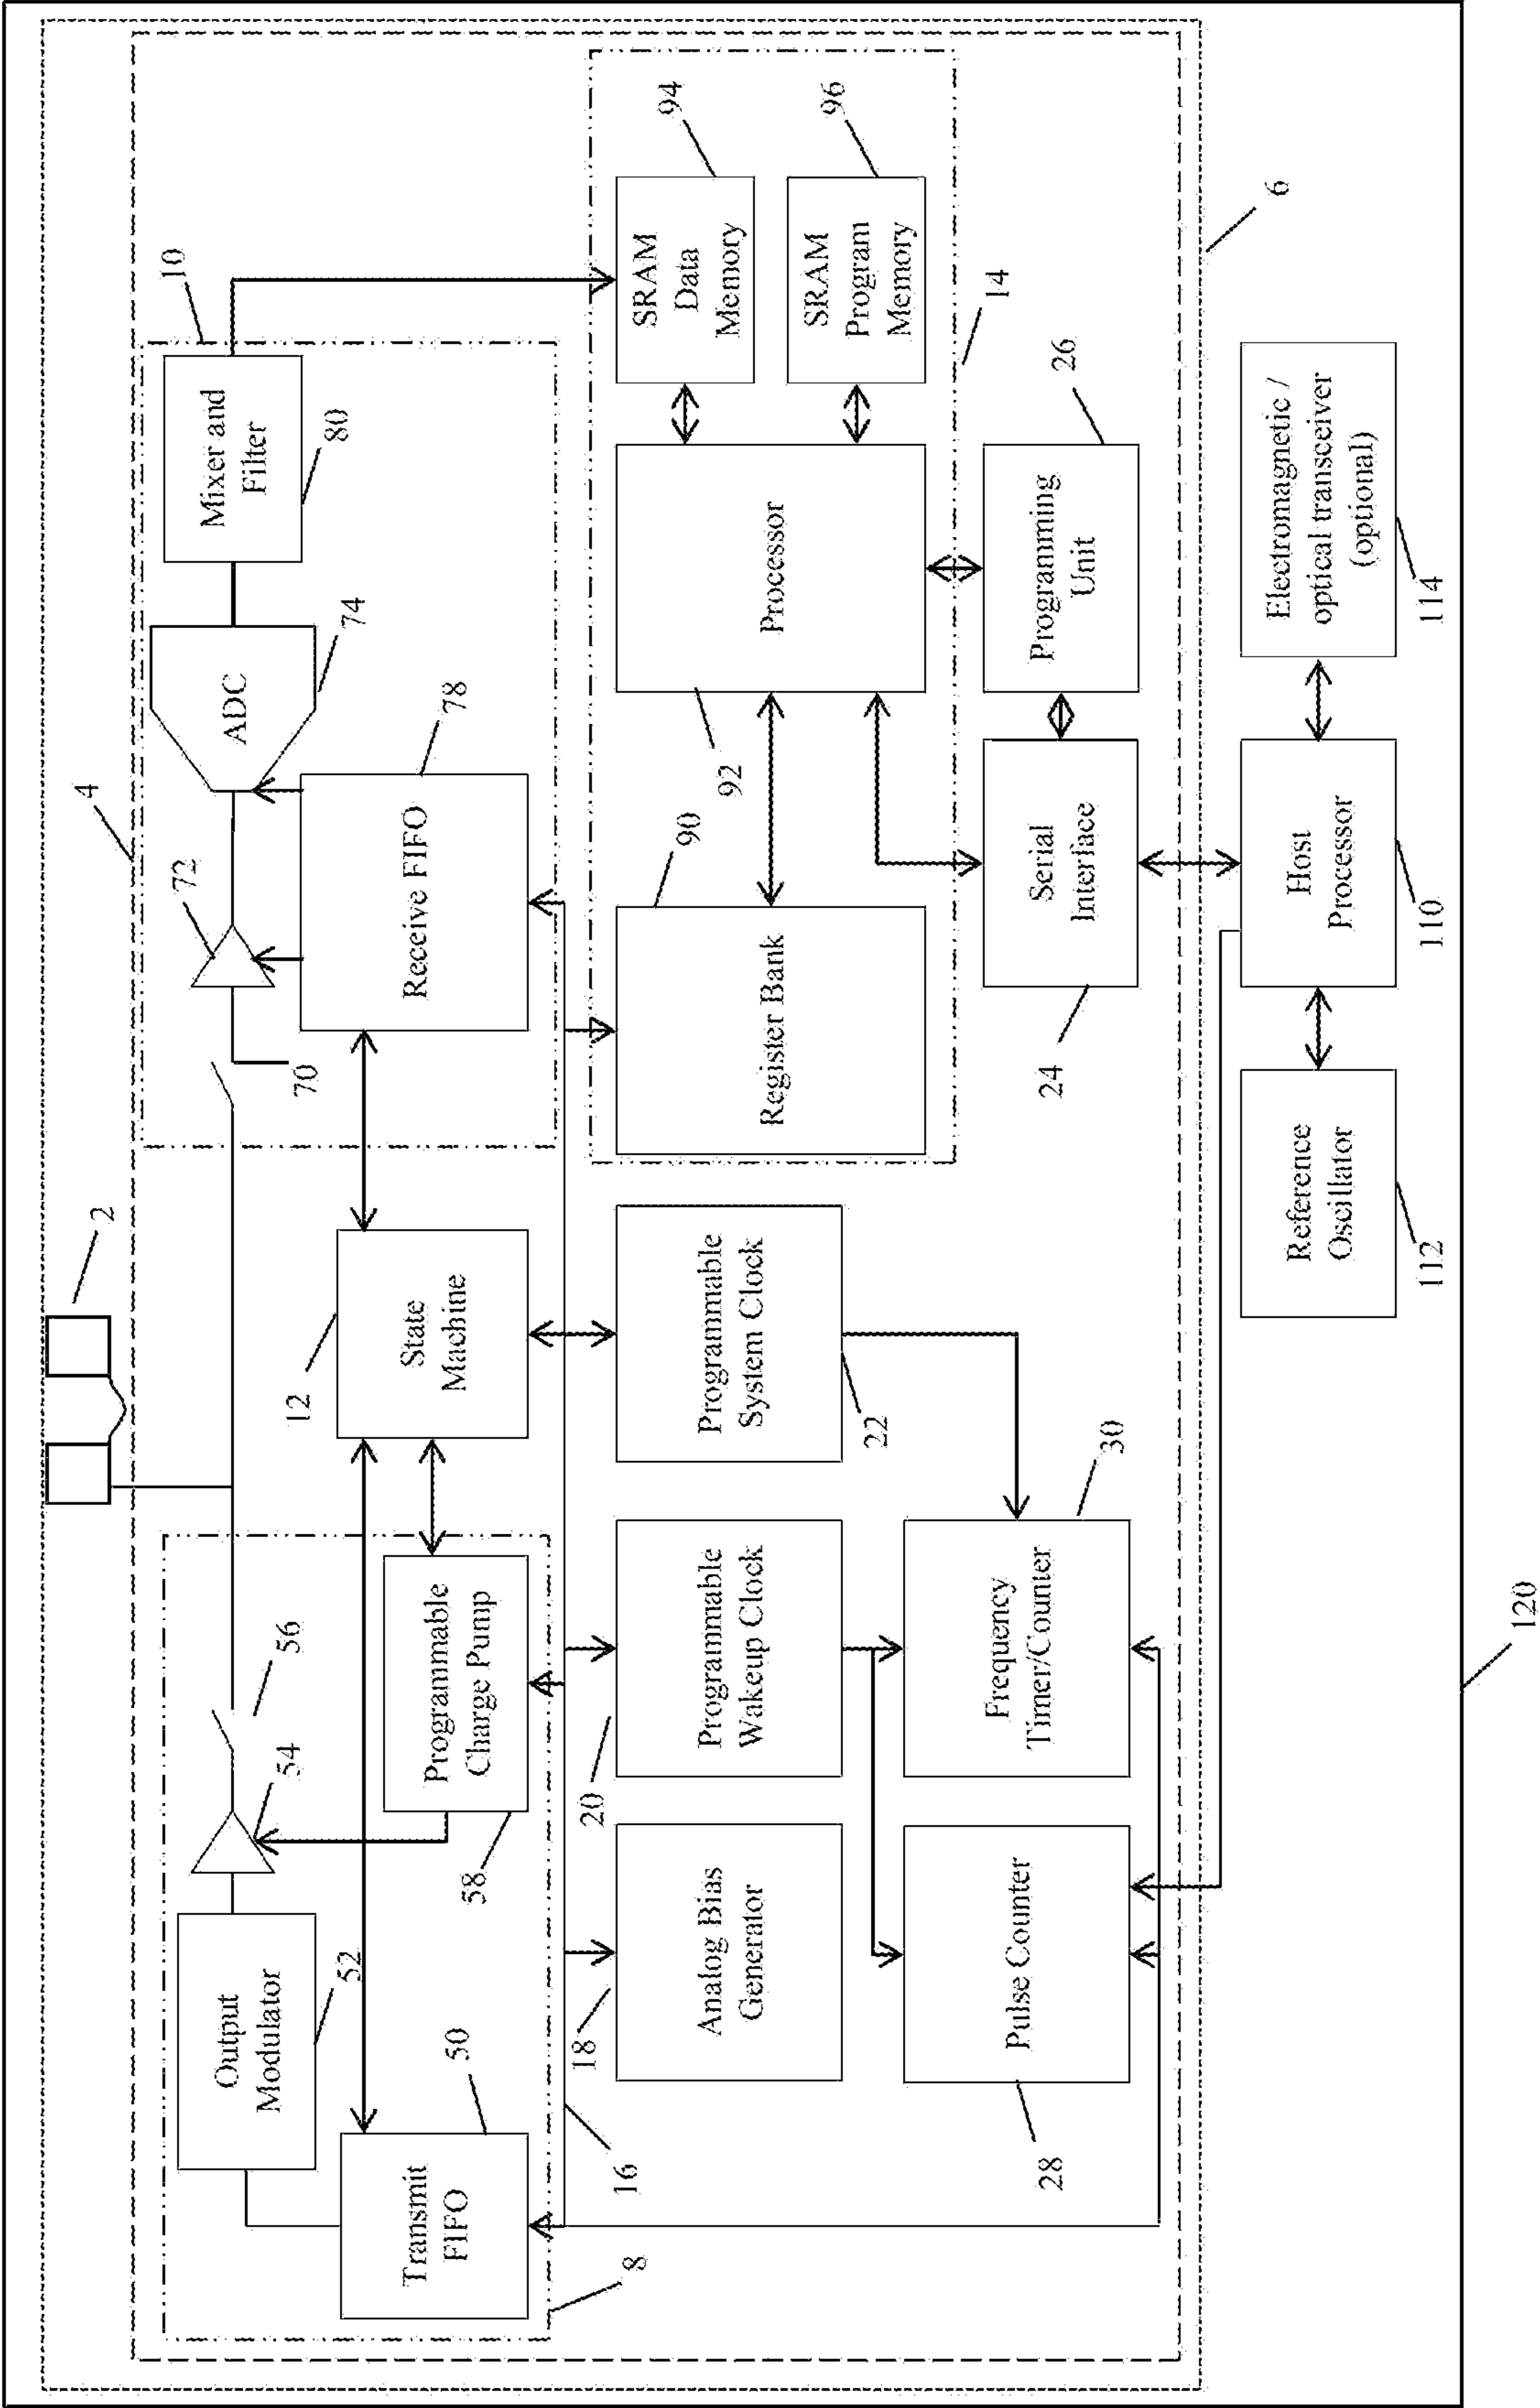 2
4
Output
Modulator
52
54
56
72
70
ADC
74
Mixer and
Filter
80
10
Transmit
FIFO
50
8
Programmable
Charge Pump
58
12
State
Machine
Receive FIFO
78
16
18
Analog Bias
Generator
20
Programmable
Wakeup Clock
Programmable
System Clock
22
Register Bank
90
92
Processor
SRAM
Data
Memory
94
SRAM
Program
Memory
96
14
Pulse Counter
28
Frequency
Timer/Counter
30
Serial
Interface
24
Programming
Unit
26
6
Reference
Oscillator
112
Host
Processor
110
Electromagnetic /
optical transceiver
(optional)
114
120